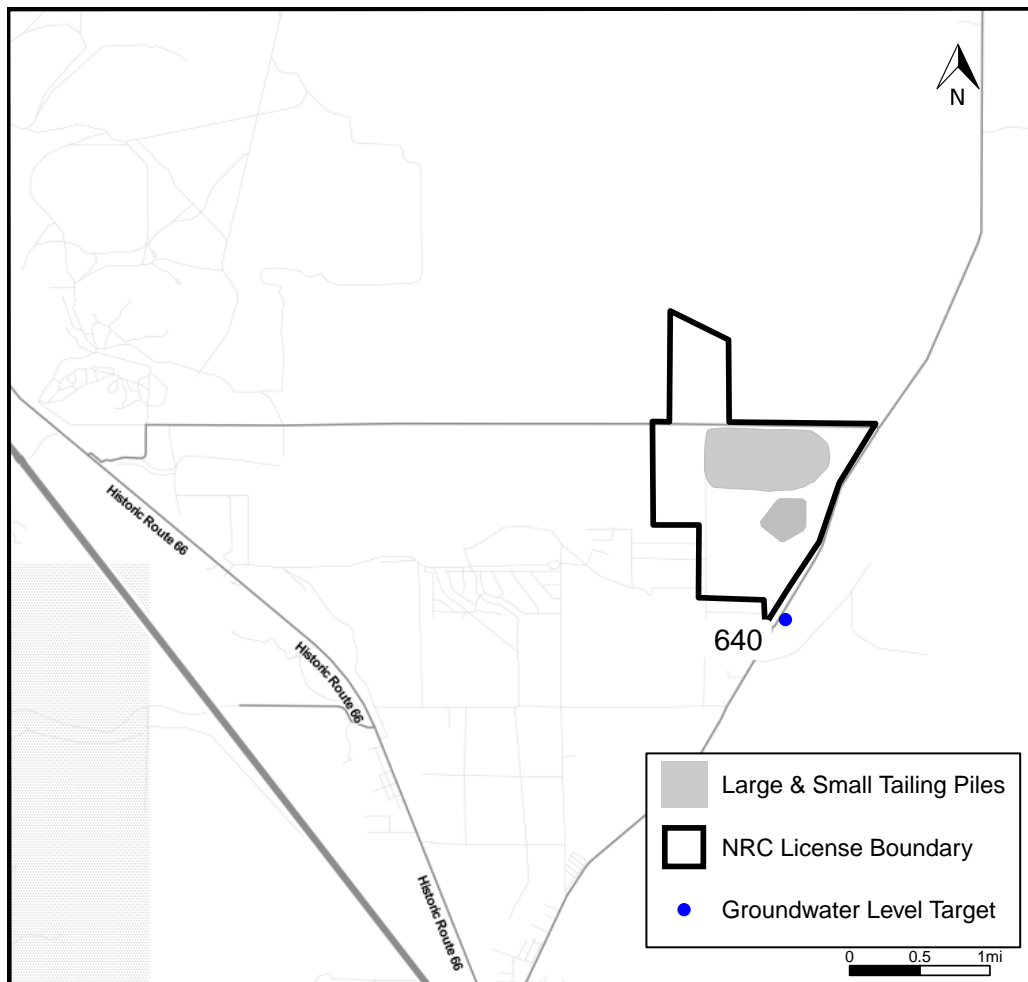 N
Historic Route 66
Historic Route 66
640
Large & Small Tailing Piles
NRC License Boundary
Historic Route 66
Groundwater Level Target
0 0.5 1mi